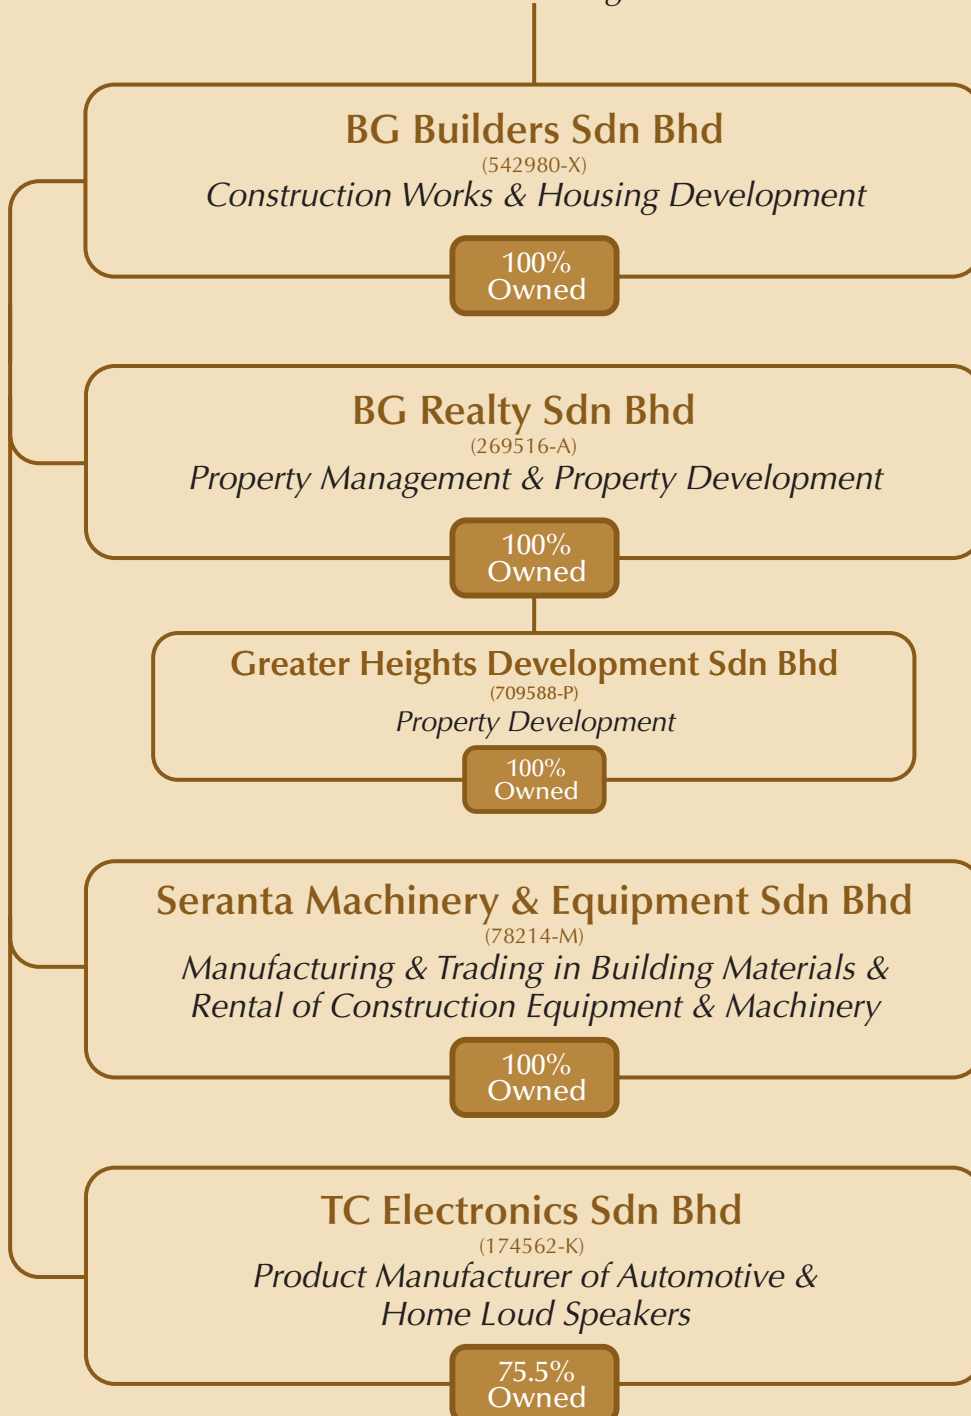 BG Builders Sdn Bhd
(542980-X)
Construction Works & Housing Development
100%
Owned
BG Realty Sdn Bhd
(269516-A)
Property Management & Property Development
100%
Owned
Greater Heights Development Sdn Bhd
(709588-P)
Property Development
100%
Owned
Seranta Machinery & Equipment Sdn Bhd
(78214-M)
Manufacturing & Trading in Building Materials &
Rental of Construction Equipment & Machinery
100%
Owned
TC Electronics Sdn Bhd
(174562-K)
Product Manufacturer of Automotive &
Home Loud Speakers
75.5%
Owned